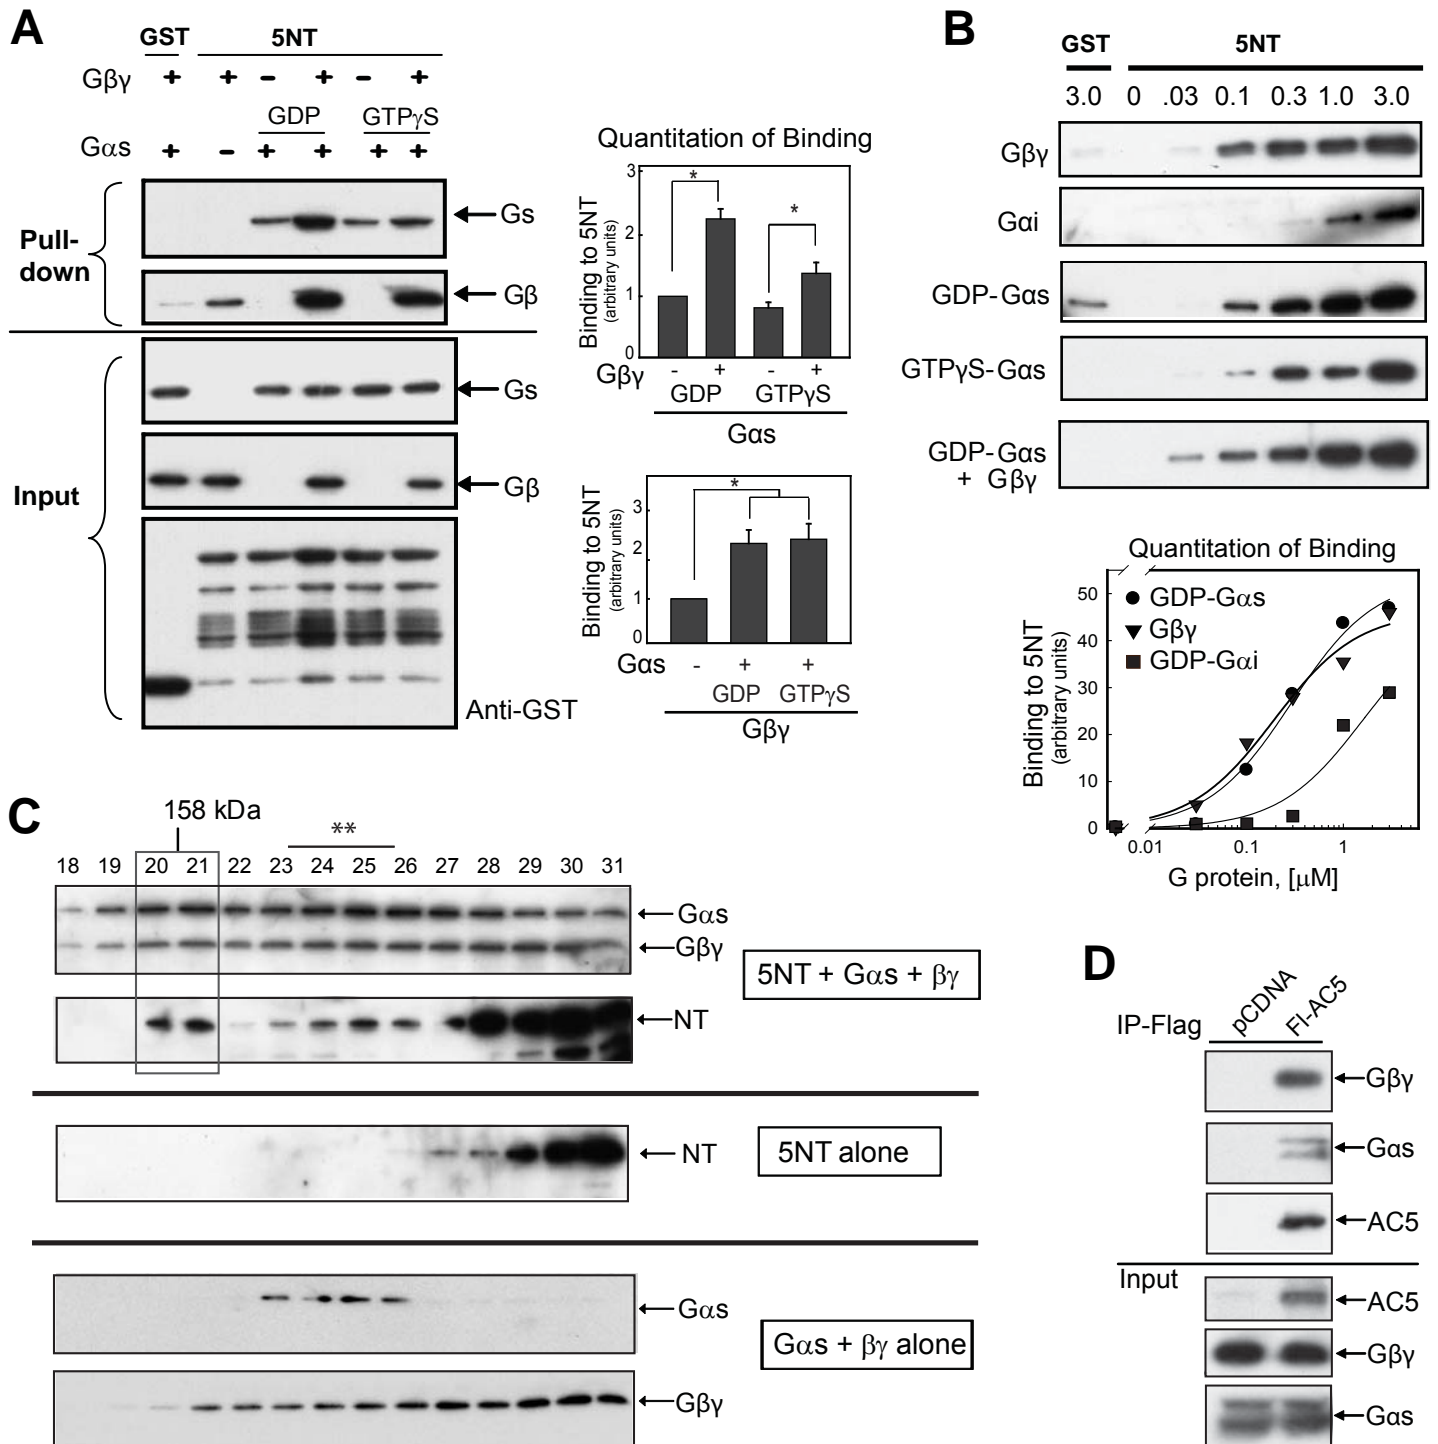 A
GST 5NT
Gβγ + + - + - +
GDP GTPγS
Gαs + - + + + +
Pull-
down
Gs
Gβ
Input
Gs
Gβ
Anti-GST
Quantitation of Binding
Binding to 5NT
(arbitrary units)
3
2
1
0
* *
Gβγ - + - +
GDP GTPγS
Gαs
Binding to 5NT
(arbitrary units)
3
2
1
0
*
Gαs - + +
GDP GTPγS
Gβγ
B
GST 5NT
3.0 0 .03 0.1 0.3 1.0 3.0
Gβγ
Gαi
GDP-Gαs
GTPγS-Gαs
GDP-Gαs
+ Gβγ
Quantitation of Binding
Binding to 5NT
(arbitrary units)
50
40
30
20
10
0
GDP-Gαs
Gβγ
GDP-Gαi
0.01 0.1 1
G protein, [μM]
C
158 kDa
**
18 19 20 21 22 23 24 25 26 27 28 29 30 31
Gαs
Gβγ
NT
5NT + Gαs + βγ
NT
5NT alone
Gαs
Gβγ
Gαs + βγ alone
D
IP-Flag pCDNA Fl-AC5
Gβγ
Gαs
AC5
Input
AC5
Gβγ
Gαs